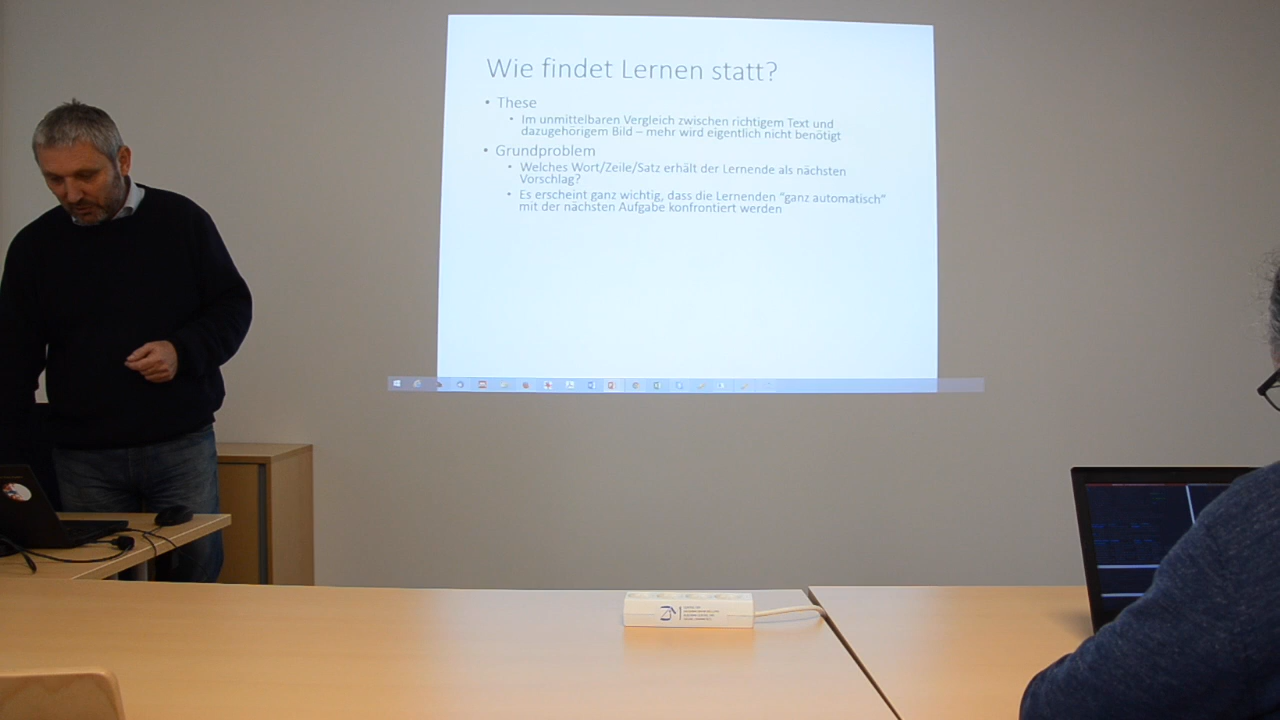 Wie findet Lernen statt?
• These
• Im unmittelbaren Vergleich zwischen richtigem Text und
dazugehörigem Bild – mehr wird eigentlich nicht benötigt
• Grundproblem
• Welches Wort/Zeile/Satz erhält der Lernende als nächsten
Vorschlag?
• Es erscheint ganz wichtig, dass die Lernenden “ganz automatisch”
mit der nächsten Aufgabe konfrontiert werden